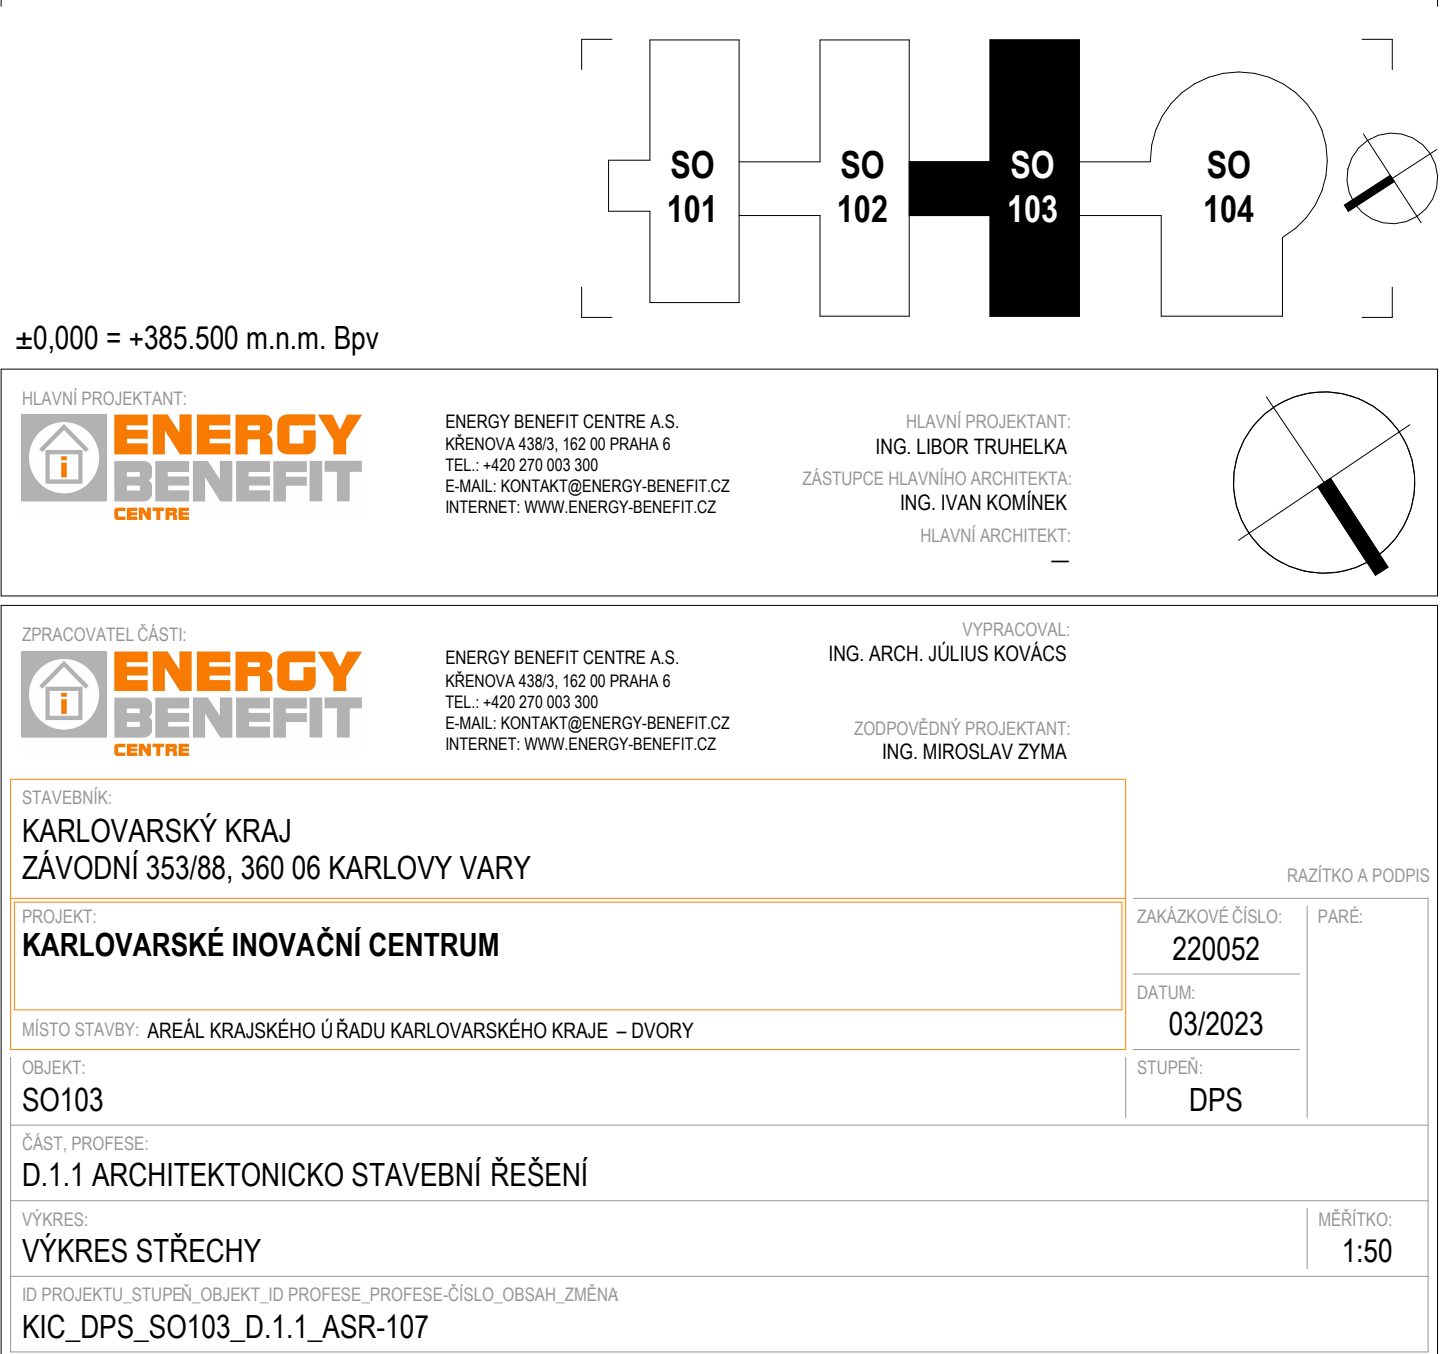 SO
101
SO
102
SO
103
SO
104
±0,000 = +385.500 m.n.m. Bpv
HLAVNÍ PROJEKTANT:
ENERGY
BENEFIT
CENTRE
ENERGY BENEFIT CENTRE A.S.
KŘENOVA 438/3, 162 00 PRAHA 6
TEL.: +420 270 003 300
E-MAIL: KONTAKT@ENERGY-BENEFIT.CZ
INTERNET: WWW.ENERGY-BENEFIT.CZ
HLAVNÍ PROJEKTANT:
ING. LIBOR TRUHELKA
ZÁSTUPCE HLAVNÍHO ARCHITEKTA:
ING. IVAN KOMÍNEK
HLAVNÍ ARCHITEKT:
—
ZPRACOVATEL ČÁSTI:
ENERGY
BENEFIT
CENTRE
ENERGY BENEFIT CENTRE A.S.
KŘENOVA 438/3, 162 00 PRAHA 6
TEL.: +420 270 003 300
E-MAIL: KONTAKT@ENERGY-BENEFIT.CZ
INTERNET: WWW.ENERGY-BENEFIT.CZ
VYPRACOVAL:
ING. ARCH. JÚLIUS KOVÁCS
ZODPOVĚDNÝ PROJEKTANT:
ING. MIROSLAV ZYMA
STAVEBNÍK:
KARLOVARSKÝ KRAJ
ZÁVODNÍ 353/88, 360 06 KARLOVY VARY
RAZÍTKO A PODPIS
PROJEKT:
KARLOVARSKÉ INOVAČNÍ CENTRUM
ZAKÁZKOVÉ ČÍSLO:
220052
PARÉ:
DATUM:
03/2023
MÍSTO STAVBY: AREÁL KRAJSKÉHO ÚŘADU KARLOVARSKÉHO KRAJE – DVORY
OBJEKT:
SO103
STUPEŇ:
DPS
ČÁST, PROFESE:
D.1.1 ARCHITEKTONICKO STAVEBNÍ ŘEŠENÍ
VÝKRES:
VÝKRES STŘECHY
MĚŘÍTKO:
1:50
ID PROJEKTU_STUPEŇ_OBJEKT_ID PROFESE_PROFESE-ČÍSLO_OBSAH_ZMĚNA
KIC_DPS_SO103_D.1.1_ASR-107